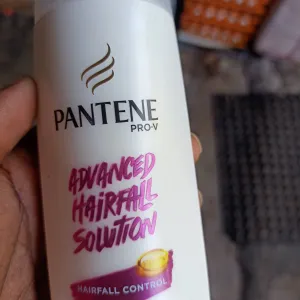 PANTENE
PRO-V
ADVANCED
HAIRFALL
SOLUTION
HAIRFALL CONTROL